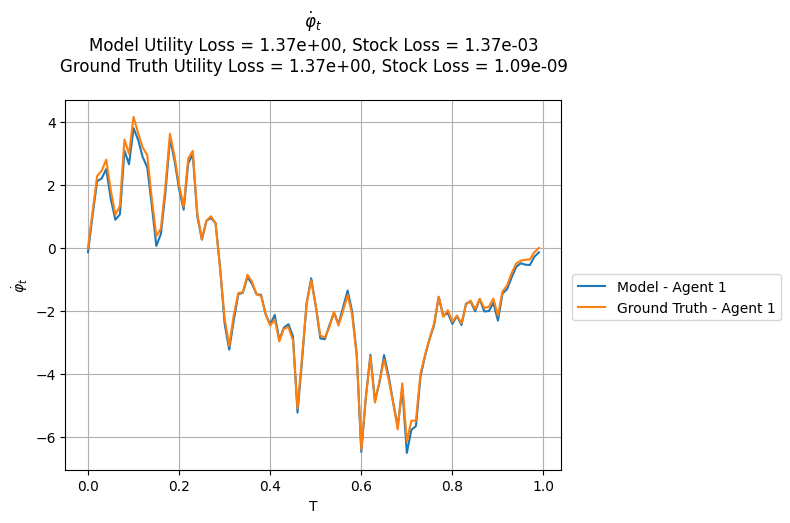 φ̇ₜ
Model Utility Loss = 1.37e+00, Stock Loss = 1.37e-03
Ground Truth Utility Loss = 1.37e+00, Stock Loss = 1.09e-09
4
2
0
−2
−4
−6
φ̇ₜ
0.0 0.2 0.4 0.6 0.8 1.0
T
Model - Agent 1
Ground Truth - Agent 1